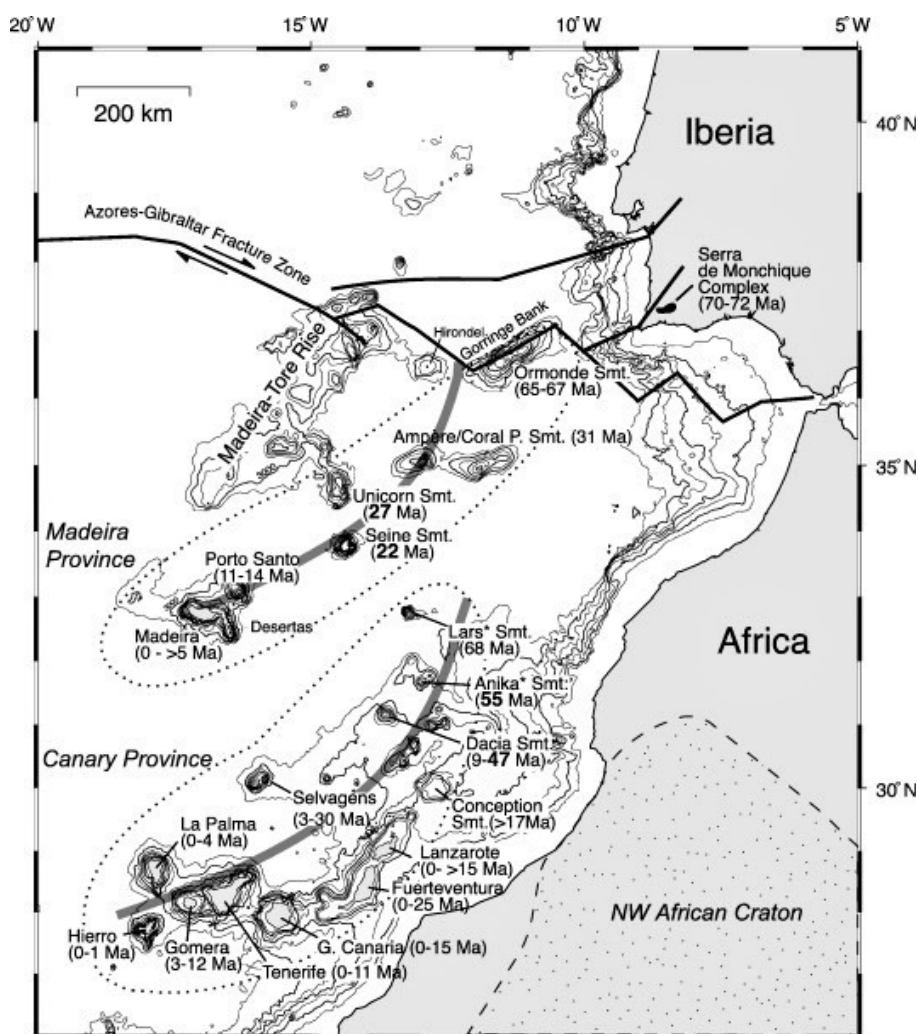 20°W
15°W
10°W
5°W
200 km
40°N
Iberia
Azores-Gibraltar Fracture Zone
Serra
de Monchique
Complex
(70-72 Ma)
Madeira-Tore Rise
Hirondel.
Gorringe Bank
Ormonde Smt.
(65-67 Ma)
Ampère/Coral P. Smt. (31 Ma)
35°N
Unicorn Smt.
(27 Ma)
Madeira
Province
Seine Smt.
(22 Ma)
Porto Santo
(11-14 Ma)
Madeira
(0 - >5 Ma)
Desertas
Lars* Smt.
(68 Ma)
Africa
Anika* Smt.
(55 Ma)
Canary Province
Dacia Smt.
(9-47 Ma)
30°N
Selvagens
(3-30 Ma)
Conception
Smt.(>17Ma)
La Palma
(0-4 Ma)
Lanzarote
(0- >15 Ma)
Fuerteventura
(0-25 Ma)
NW African Craton
Hierro
(0-1 Ma)
Gomera
(3-12 Ma)
G. Canaria (0-15 Ma)
Tenerife (0-11 Ma)